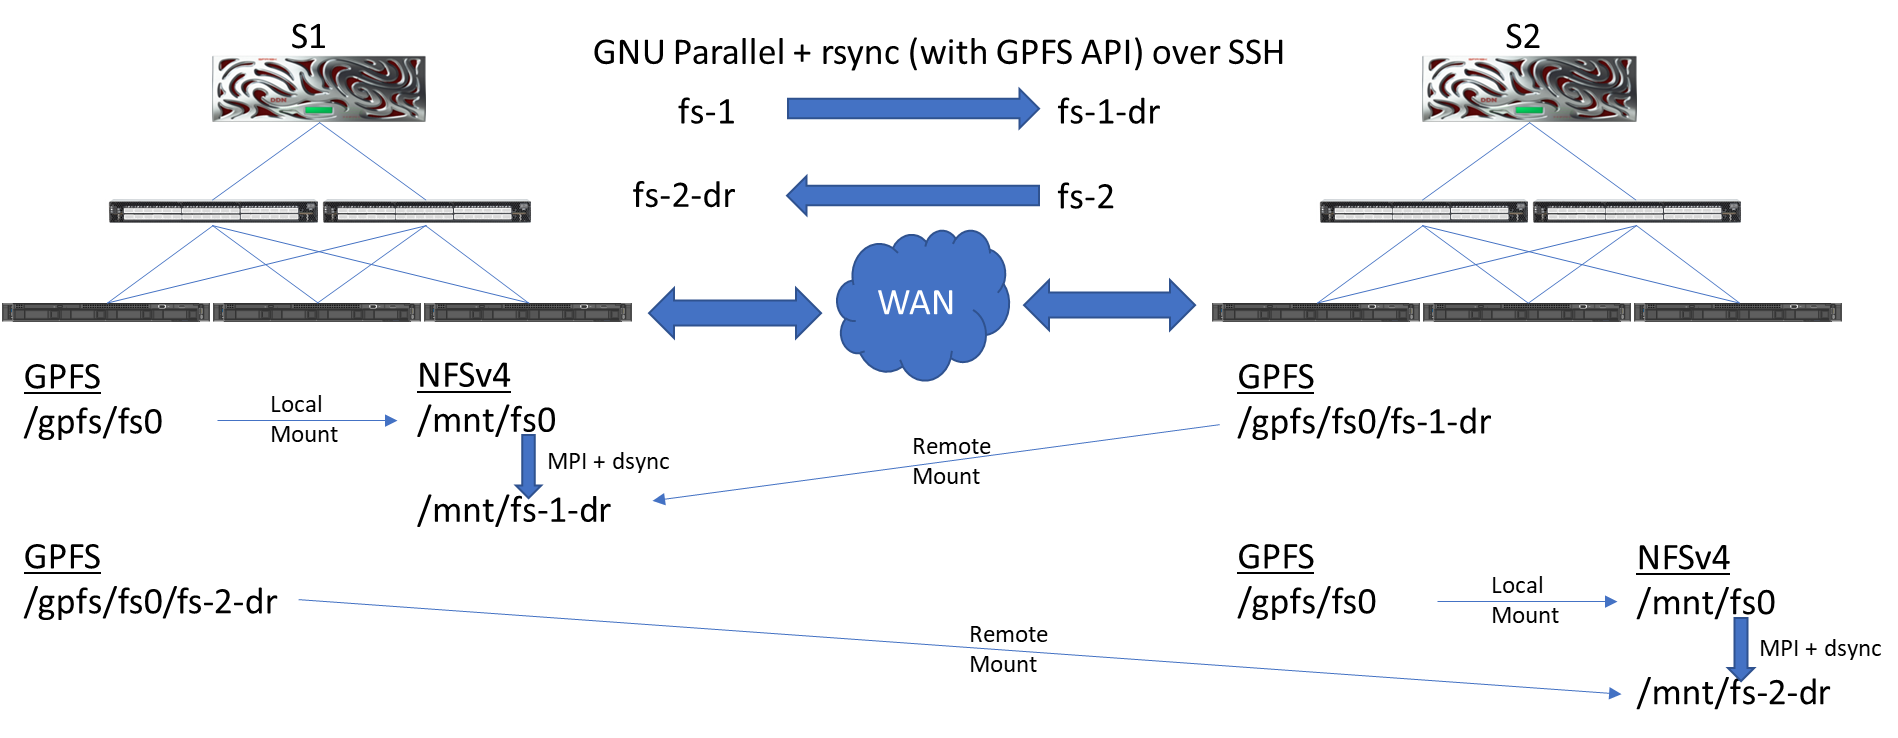 S1
GNU Parallel + rsync (with GPFS API) over SSH
S2
DDN
DDN
fs-1
fs-1-dr
fs-2-dr
fs-2
WAN
GPFS
/gpfs/fs0
Local
Mount
NFSv4
/mnt/fs0
MPI + dsync
/mnt/fs-1-dr
Remote
Mount
GPFS
/gpfs/fs0/fs-1-dr
GPFS
/gpfs/fs0/fs-2-dr
Remote
Mount
GPFS
/gpfs/fs0
Local
Mount
NFSv4
/mnt/fs0
MPI + dsync
/mnt/fs-2-dr